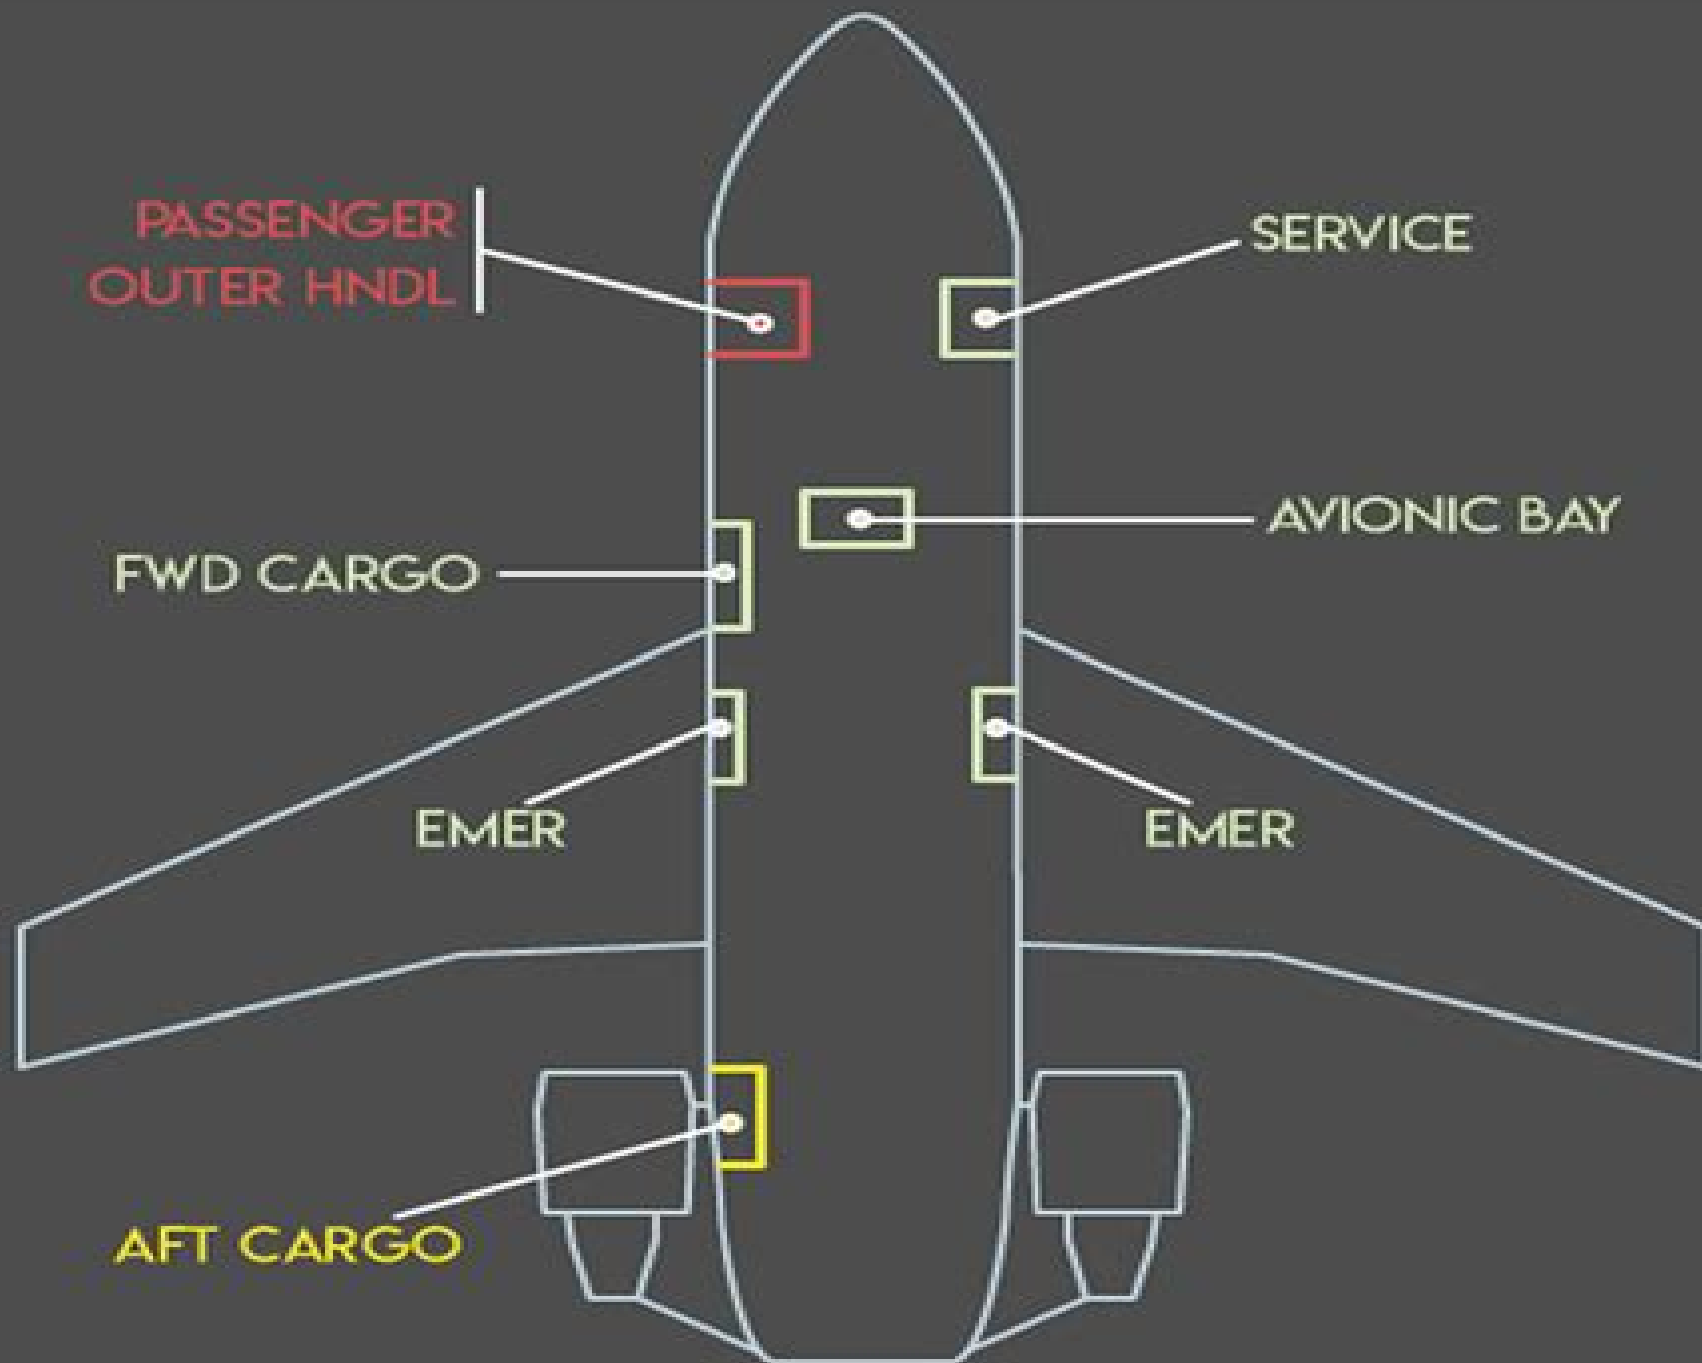 PASSENGER
OUTER HNDL
SERVICE
AVIONIC BAY
FWD CARGO
EMER
EMER
AFT CARGO